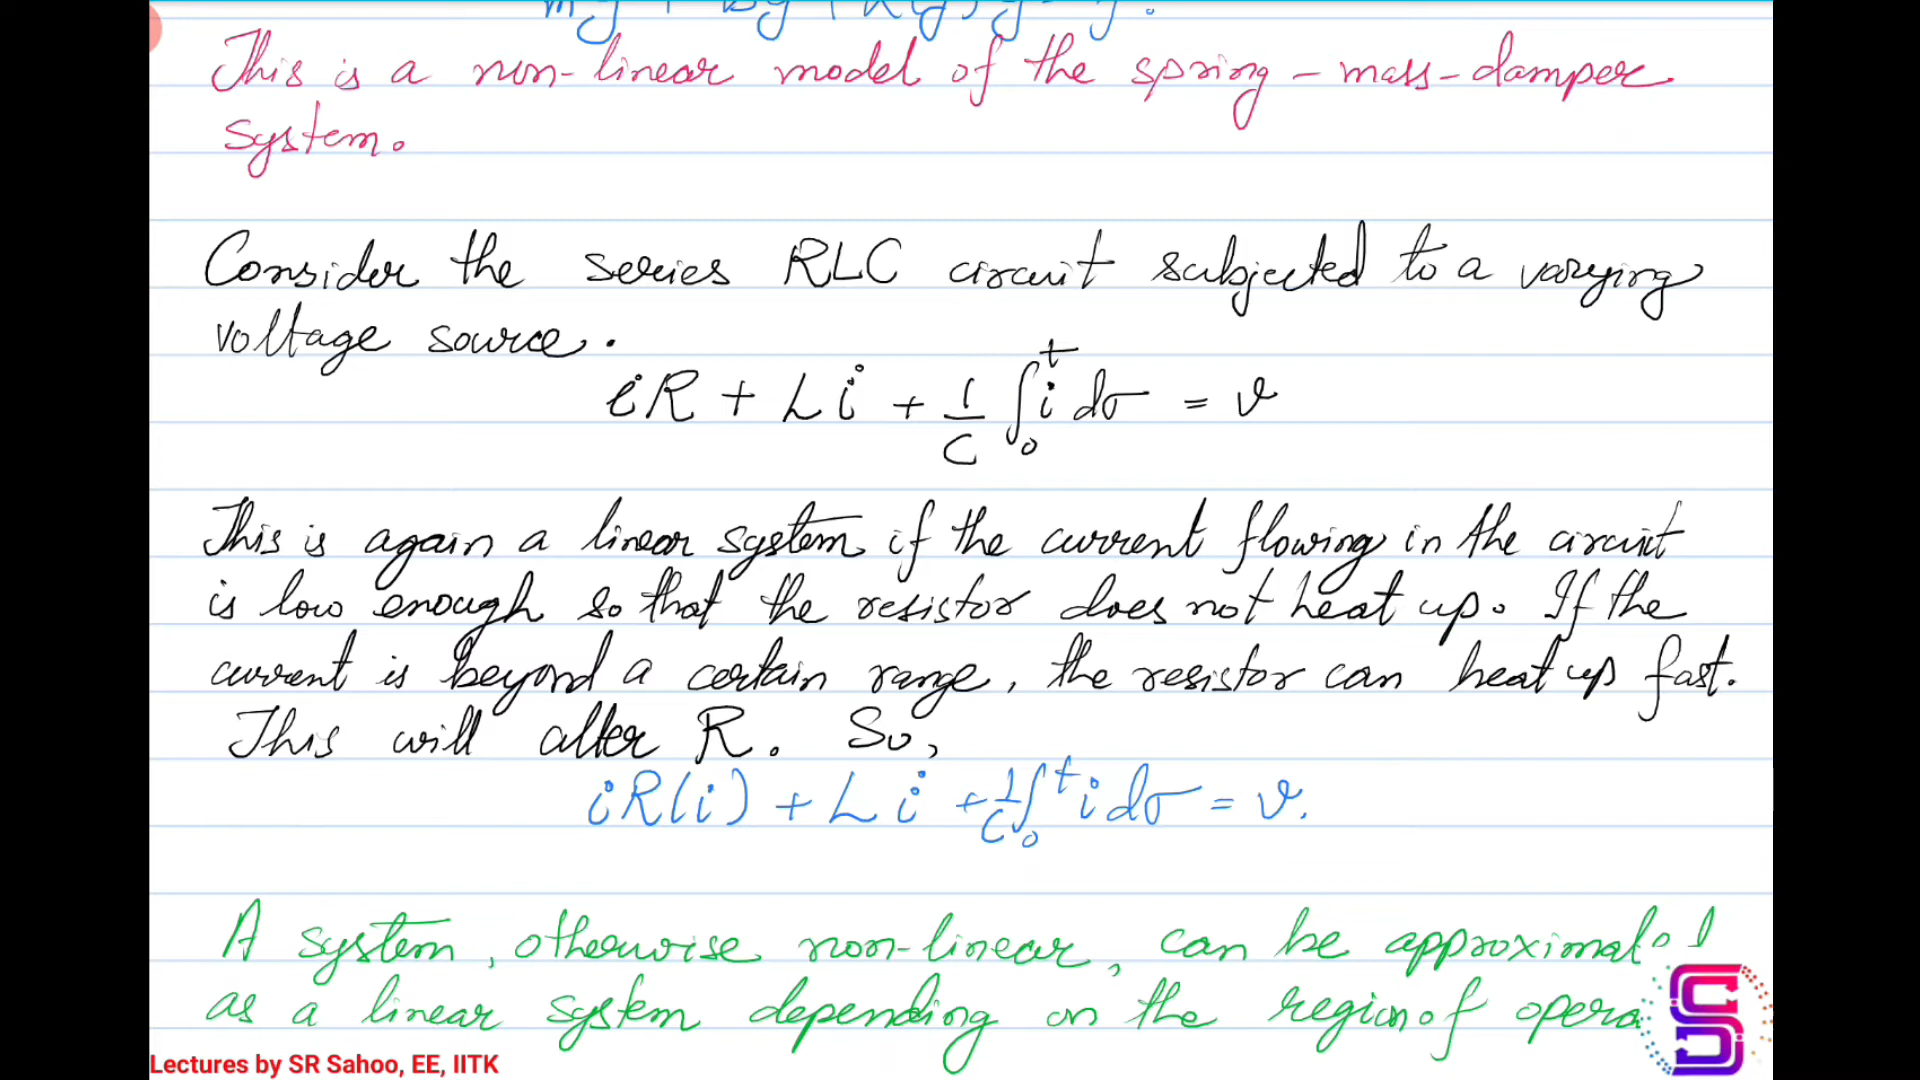 This is a non-linear model of the spring-mass-damper
system.
Consider the series RLC circuit subjected to a varying
voltage source.
iR + L i̇ + 1/C ∫₀ᵗ i dσ = v
This is again a linear system if the current flowing in the circuit
is low enough so that the resistor does not heat up. If the
current is beyond a certain range, the resistor can heat up fast.
This will alter R. So,
iR(i) + L i̇ + 1/C ∫₀ᵗ i dσ = v.
A system, otherwise non-linear, can be approximated
as a linear system depending on the region of opera
Lectures by SR Sahoo, EE, IITK